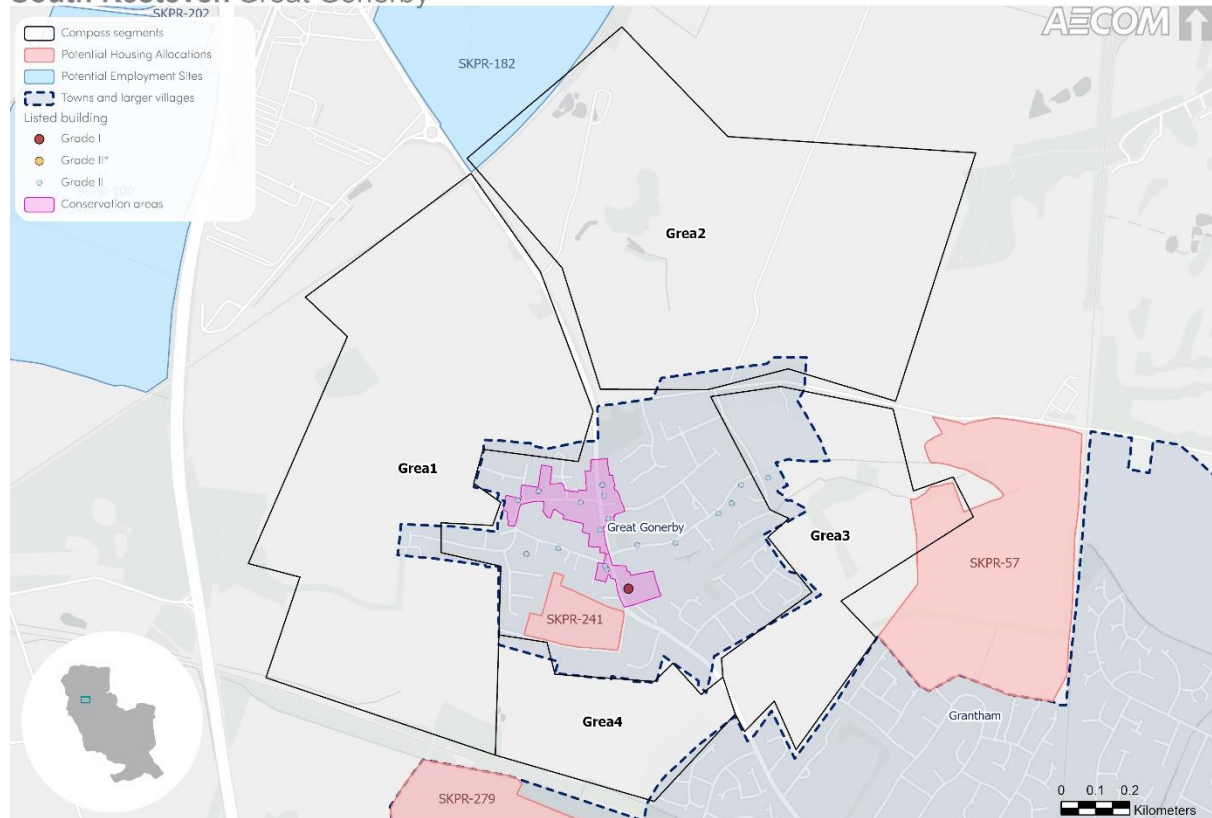 South Kesteven Great Gonerby
SKPR-202
AECOM
Compass segments
Potential Housing Allocations
Potential Employment Sites
Towns and larger villages
Listed building
Grade I
Grade II*
Grade II
Conservation areas
SKPR-182
Grea2
Grea1
Great Gonerby
Grea3
SKPR-57
SKPR-241
Grea4
Grantham
SKPR-279
0 0.1 0.2
Kilometers